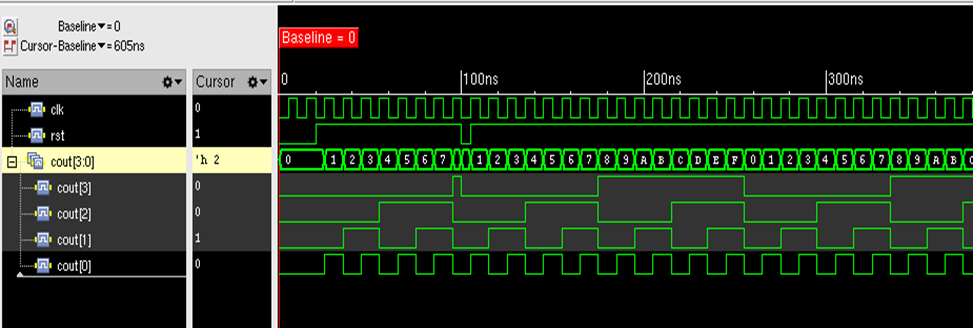 Baseline▼= 0
Cursor-Baseline▼= 605ns
Baseline = 0
Name Cursor
0 100ns 200ns 300ns
clk 0
rst 1
cout[3:0] 'h 2 0 1 2 3 4 5 6 7 1 2 3 4 5 6 7 8 9 A B C D E F 0 1 2 3 4 5 6 7 8 9 A B
cout[3] 0
cout[2] 0
cout[1] 1
cout[0] 0